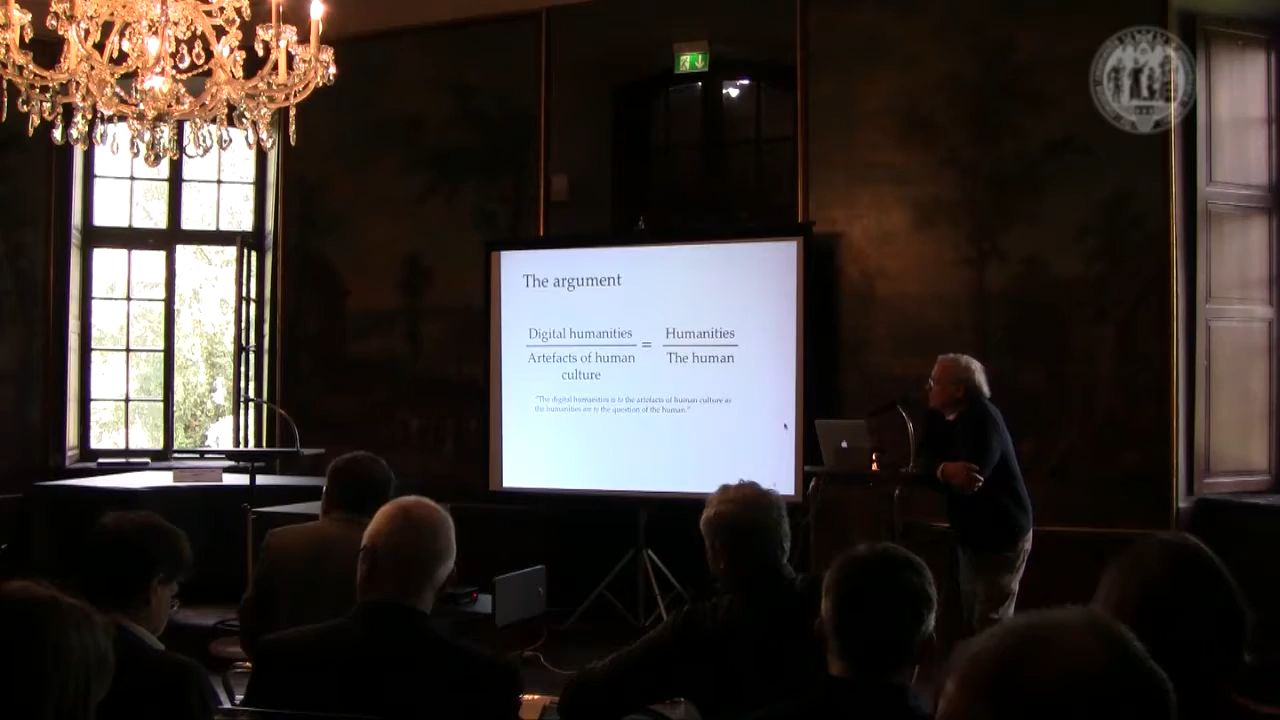 The argument
Digital humanities
Artefacts of human
culture
=
Humanities
The human
"The digital humanities is to the artefacts of human culture as
the humanities are to the question of the human."